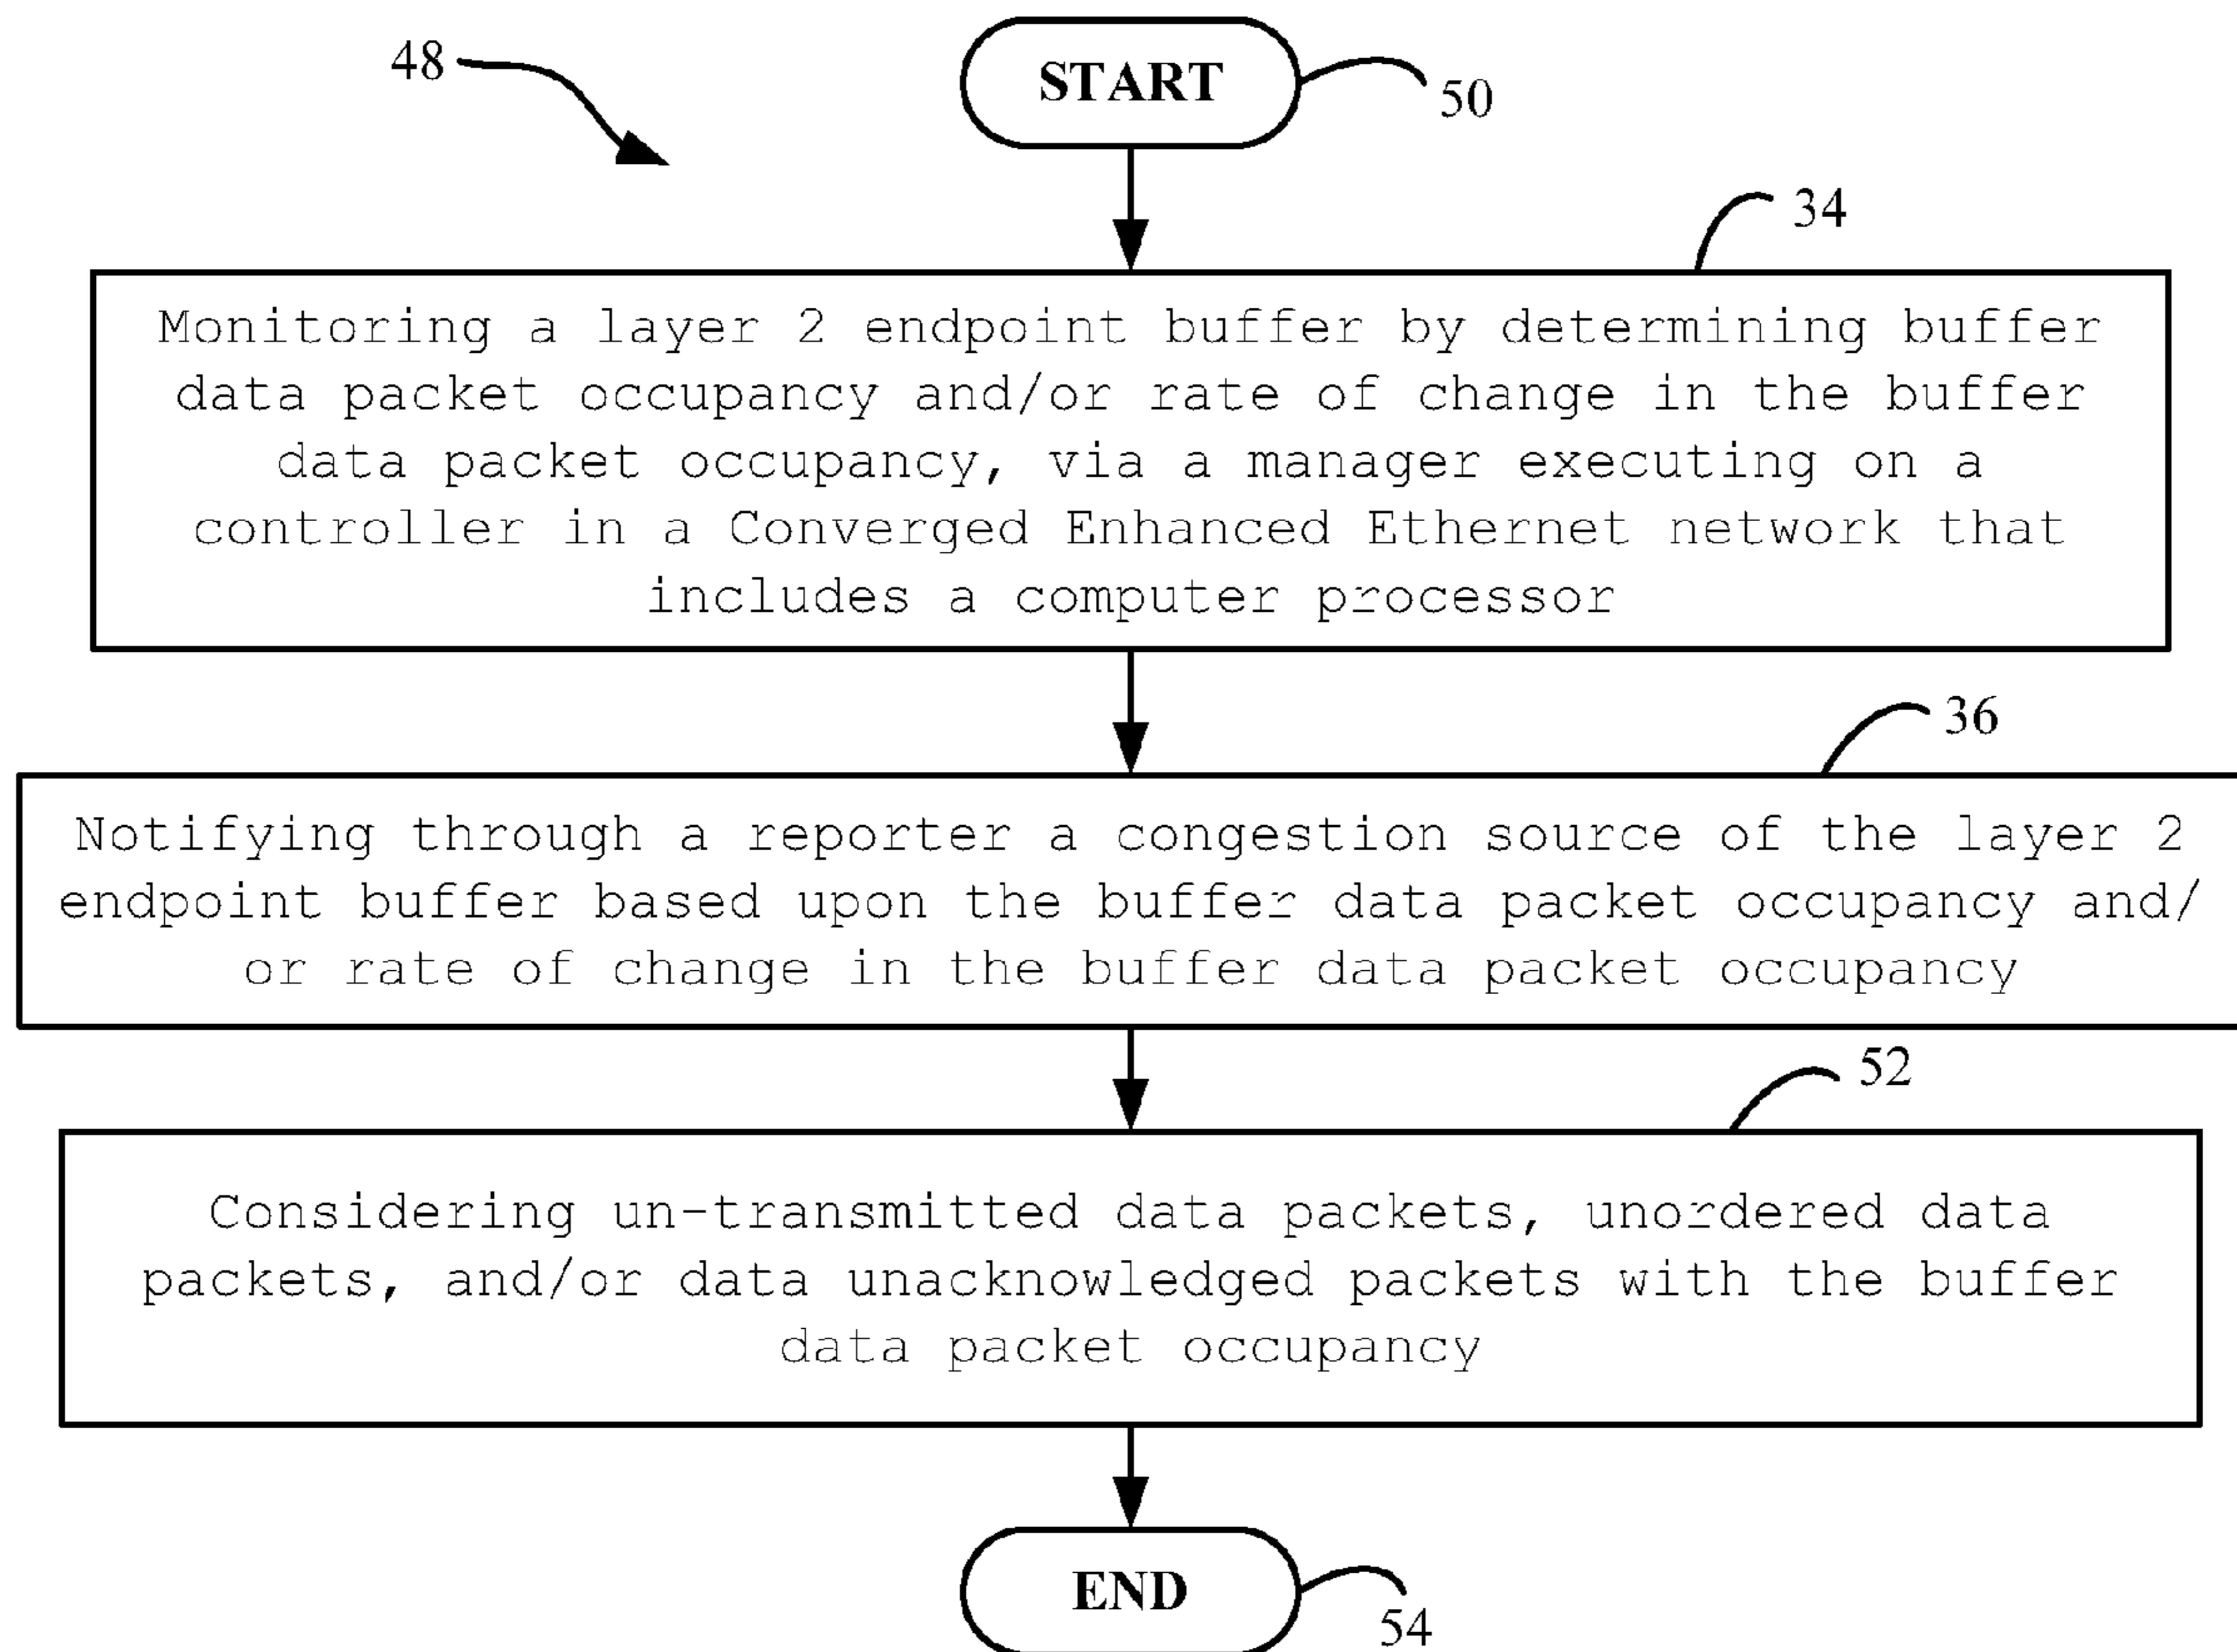 48
START
50
34
Monitoring a layer 2 endpoint buffer by determining buffer
data packet occupancy and/or rate of change in the buffer
data packet occupancy, via a manager executing on a
controller in a Converged Enhanced Ethernet network that
includes a computer processor
36
Notifying through a reporter a congestion source of the layer 2
endpoint buffer based upon the buffer data packet occupancy and/
or rate of change in the buffer data packet occupancy
52
Considering un-transmitted data packets, unordered data
packets, and/or data unacknowledged packets with the buffer
data packet occupancy
END
54